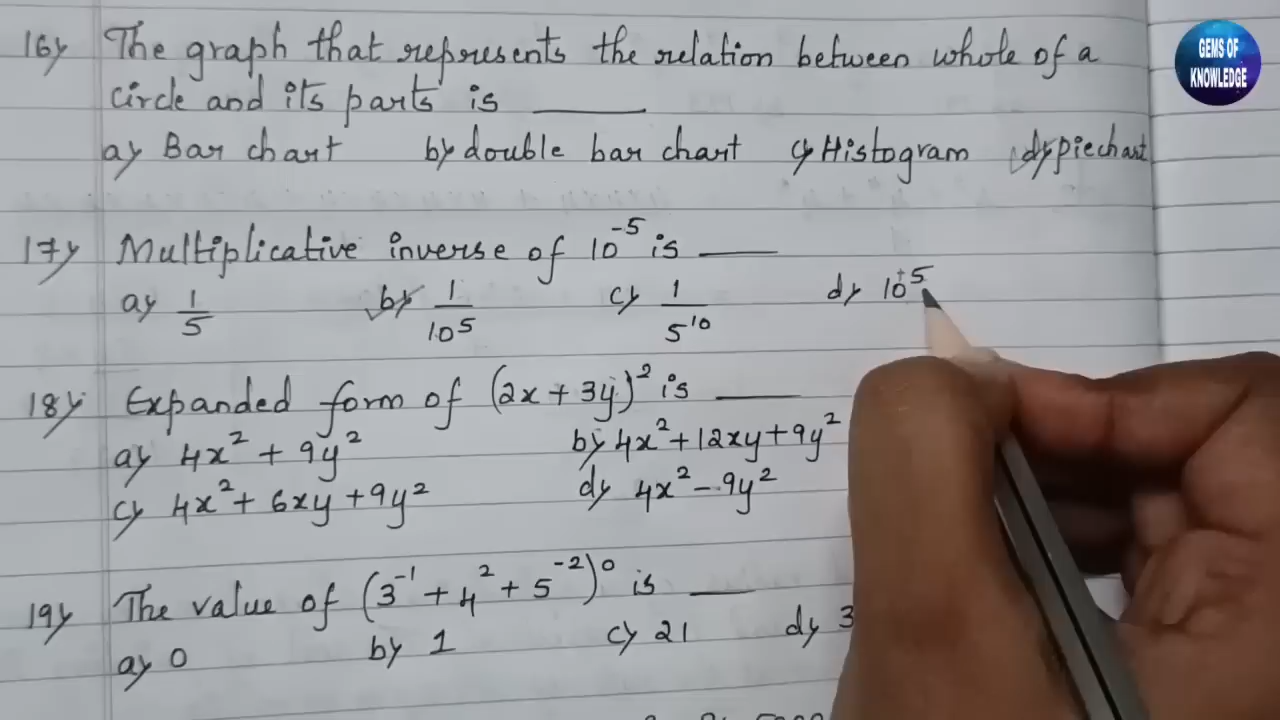 GEMS OF
KNOWLEDGE
16) The graph that represents the relation between whole of a
circle and its parts is ______
a) Bar chart b) double bar chart c) Histogram d) piechart
17) Multiplicative inverse of 10^-5 is ____
a) 1/5 b) 1/10^5 c) 1/5^10 d) 10^+5
18) Expanded form of (2x + 3y)^2 is ____
a) 4x^2 + 9y^2 b) 4x^2 + 12xy + 9y^2
c) 4x^2 + 6xy + 9y^2 d) 4x^2 - 9y^2
19) The value of (3^-1 + 4^2 + 5^-2)^0 is ____
a) 0 b) 1 c) 21 d) 3